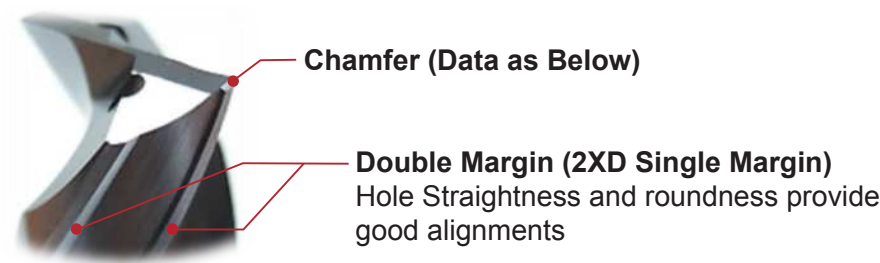 Chamfer (Data as Below)
Double Margin (2XD Single Margin)
Hole Straightness and roundness provide
good alignments